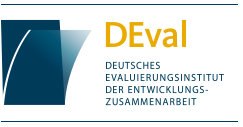 DEval
DEUTSCHES
EVALUIERUNGSINSTITUT
DER ENTWICKLUNGS-
ZUSAMMENARBEIT